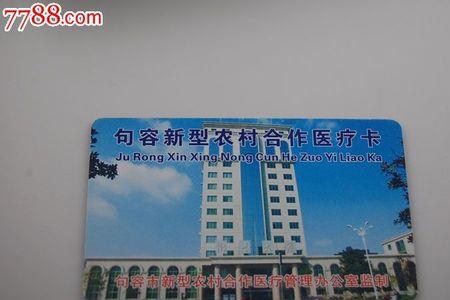 7788.com
句容新型农村合作医疗卡
Ju Rong Xin Xing Nong Cun He Zuo Yi Liao Ka
句容市新型农村合作医疗管理办公室监制